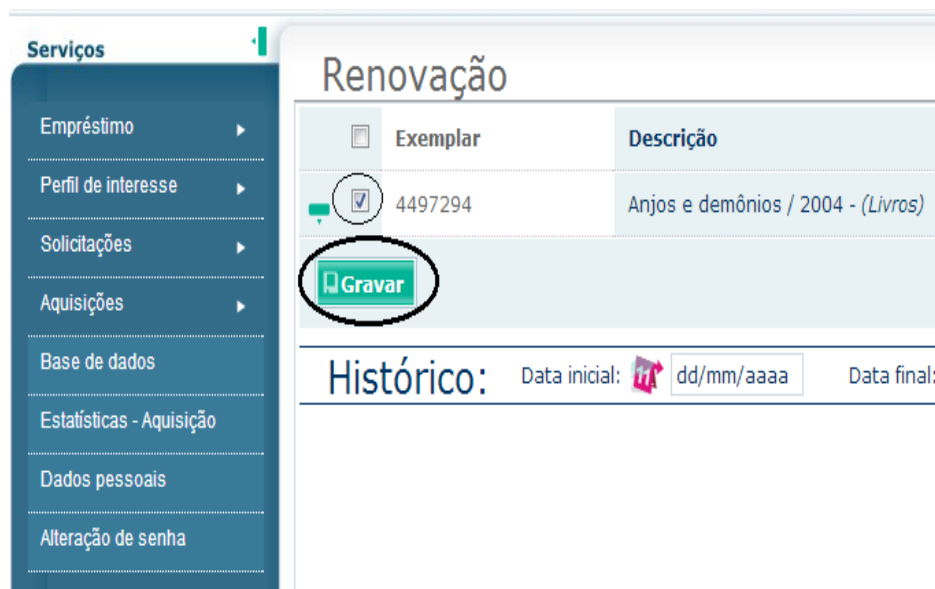 Serviços
Empréstimo
Perfil de interesse
Solicitações
Aquisições
Base de dados
Estatísticas - Aquisição
Dados pessoais
Alteração de senha
Renovação
Exemplar Descrição
4497294 Anjos e demônios / 2004 - (Livros)
Gravar
Histórico: Data inicial: dd/mm/aaaa Data final: